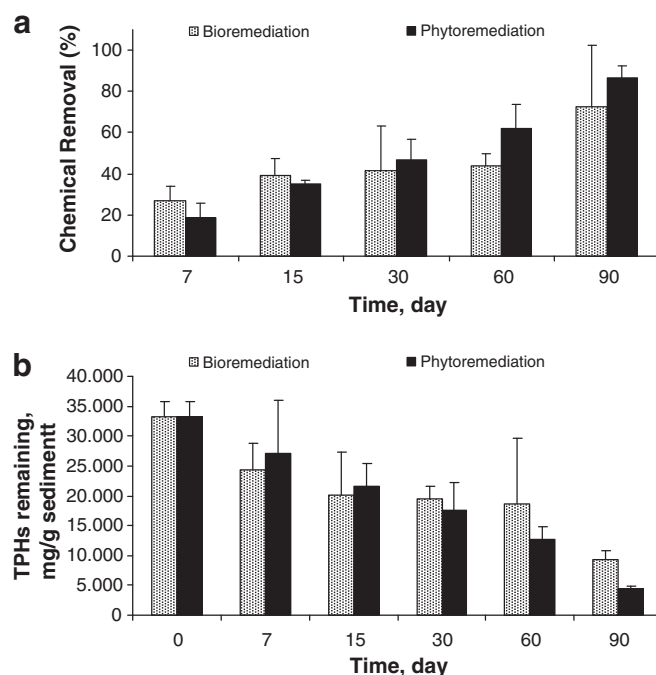 a
Bioremediation Phytoremediation
Chemical Removal (%)
100
80
60
40
20
0
7 15 30 60 90
Time, day
b
Bioremediation Phytoremediation
TPHs remaining,
mg/g sedimentt
40.000
35.000
30.000
25.000
20.000
15.000
10.000
5.000
0
0 7 15 30 60 90
Time, day